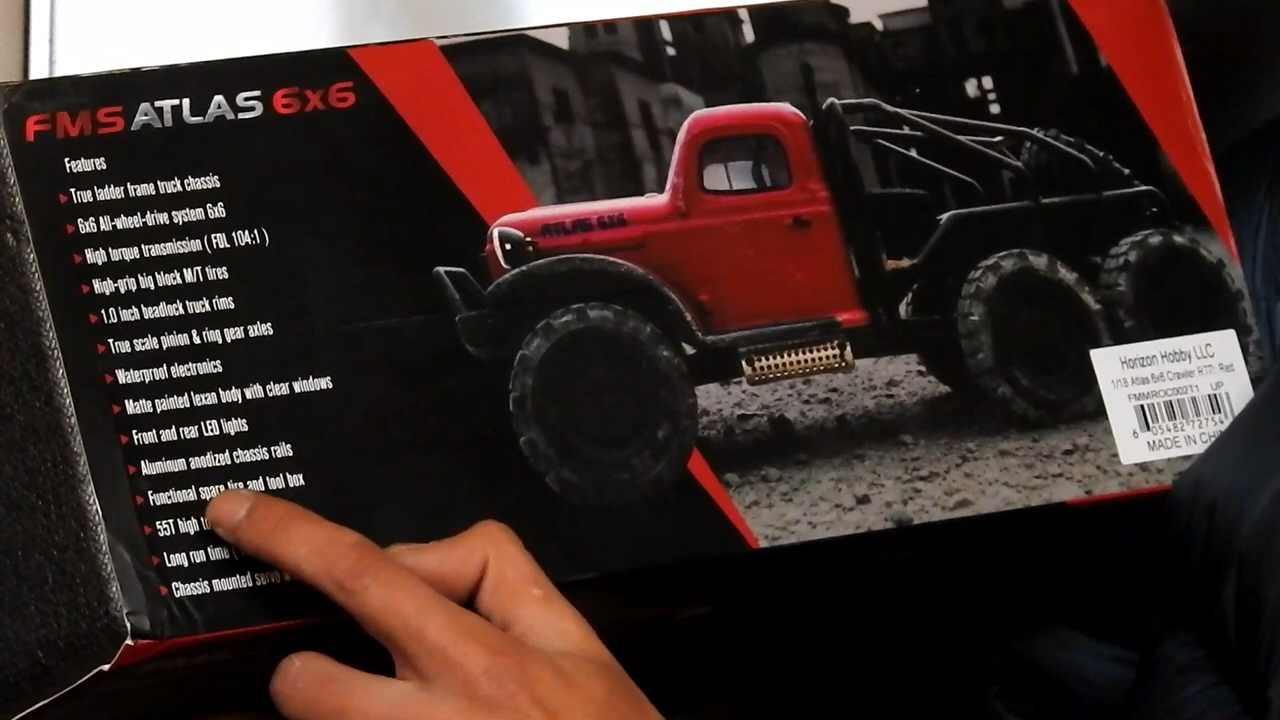 FMS ATLAS 6x6
Features
True ladder frame truck chassis
6x6 All-wheel-drive system 6x6
High torque transmission ( FDL 104:1 )
High-grip big block M/T tires
1.0 inch beadlock truck rims
True scale pinion & ring gear axles
Waterproof electronics
Matte painted lexan body with clear windows
Front and rear LED lights
Aluminum anodized chassis rails
Functional spare tire and tool box
55T high
Long run time (
Chassis mounted servo
ATLAS 6X6
Horizon Hobby LLC
1/18 Atlas 6x6 Crawler RTR: Red
FMMROC002T1 UP
6 05482 72754
MADE IN